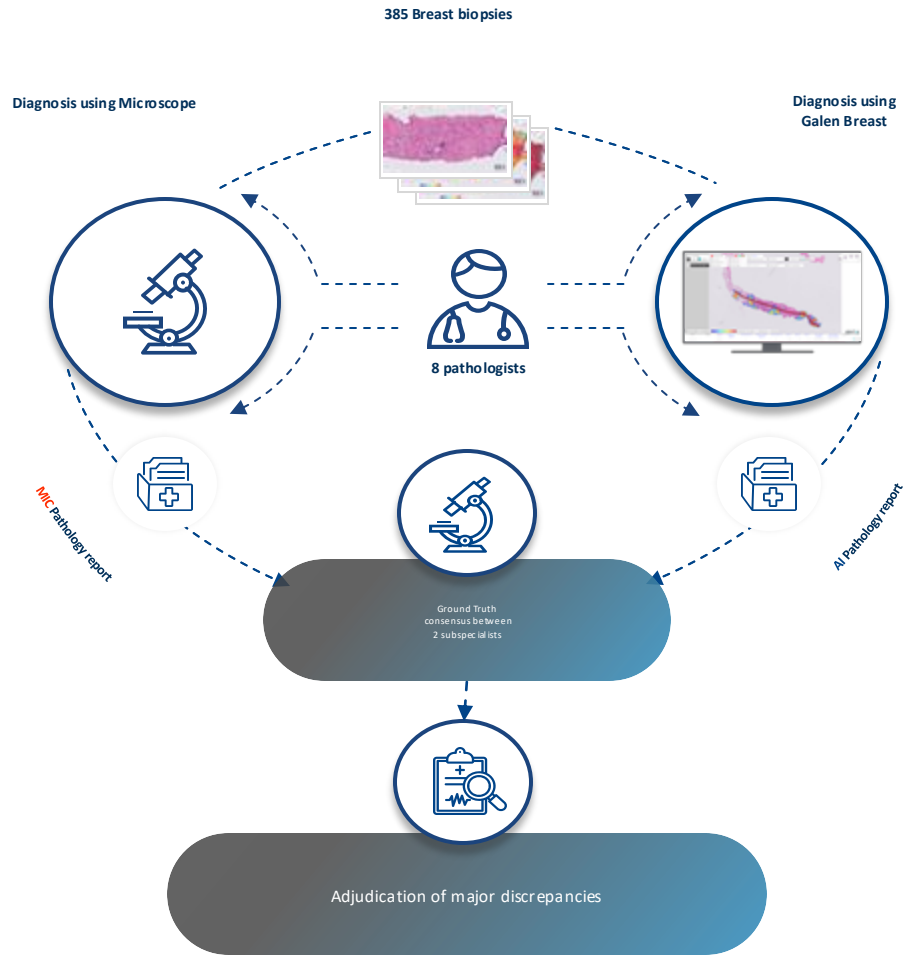 385 Breast biopsies
Diagnosis using Microscope
Diagnosis using
Galen Breast
8 pathologists
MIC Pathology report
AI Pathology report
Ground Truth
consensus between
2 subspecialists
Adjudication of major discrepancies